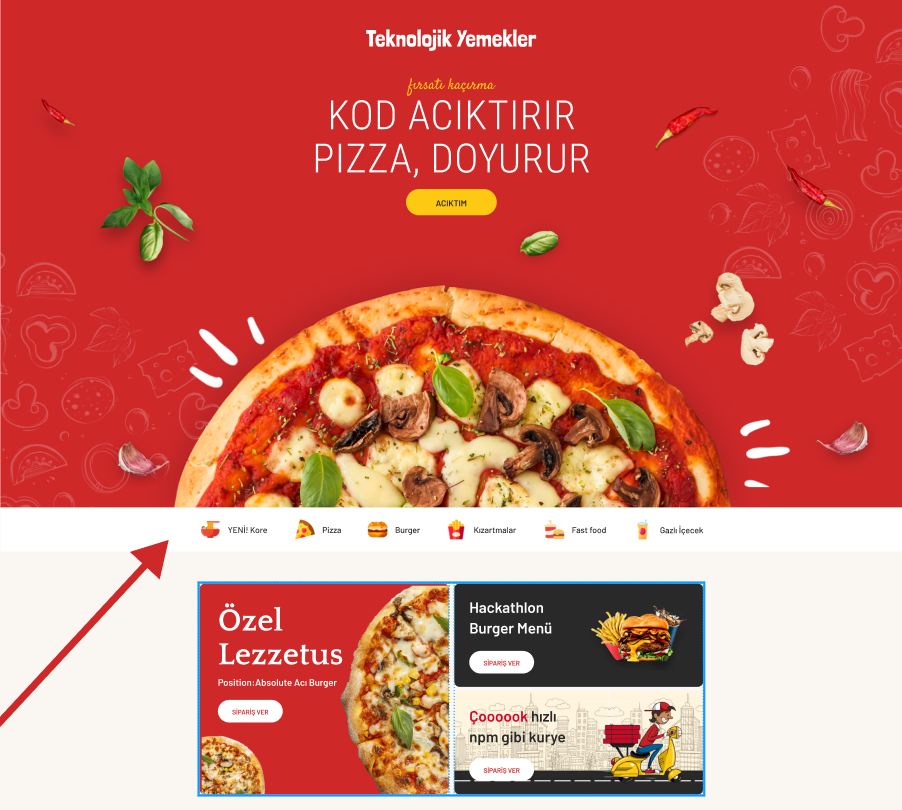 Teknolojik Yemekler
fırsatı kaçırma
KOD ACIKTIRIR
PIZZA, DOYURUR
ACIKTIM
YENİ! Kore
Pizza
Burger
Kızartmalar
Fast food
Gazlı İçecek
Özel
Lezzetus
Position:Absolute Acı Burger
SİPARİŞ VER
Hackathlon
Burger Menü
SİPARİŞ VER
Çoooook hızlı
npm gibi kurye
SİPARİŞ VER